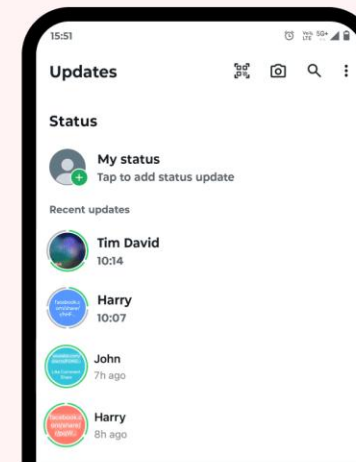 15:51
Updates
Status
My status
Tap to add status update
Recent updates
Tim David
10:14
Harry
10:07
John
7h ago
Harry
8h ago